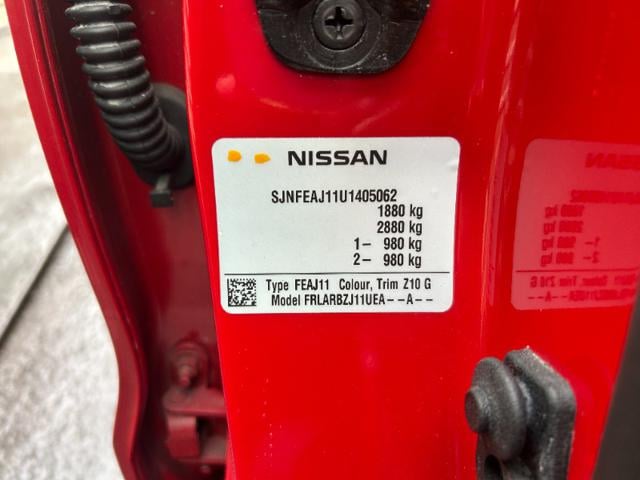 NISSAN
SJNFEAJ11U1405062
1880 kg
2880 kg
1- 980 kg
2- 980 kg
Type FEAJ11 Colour, Trim Z10 G
Model FRLARBZJ11UEA--A--